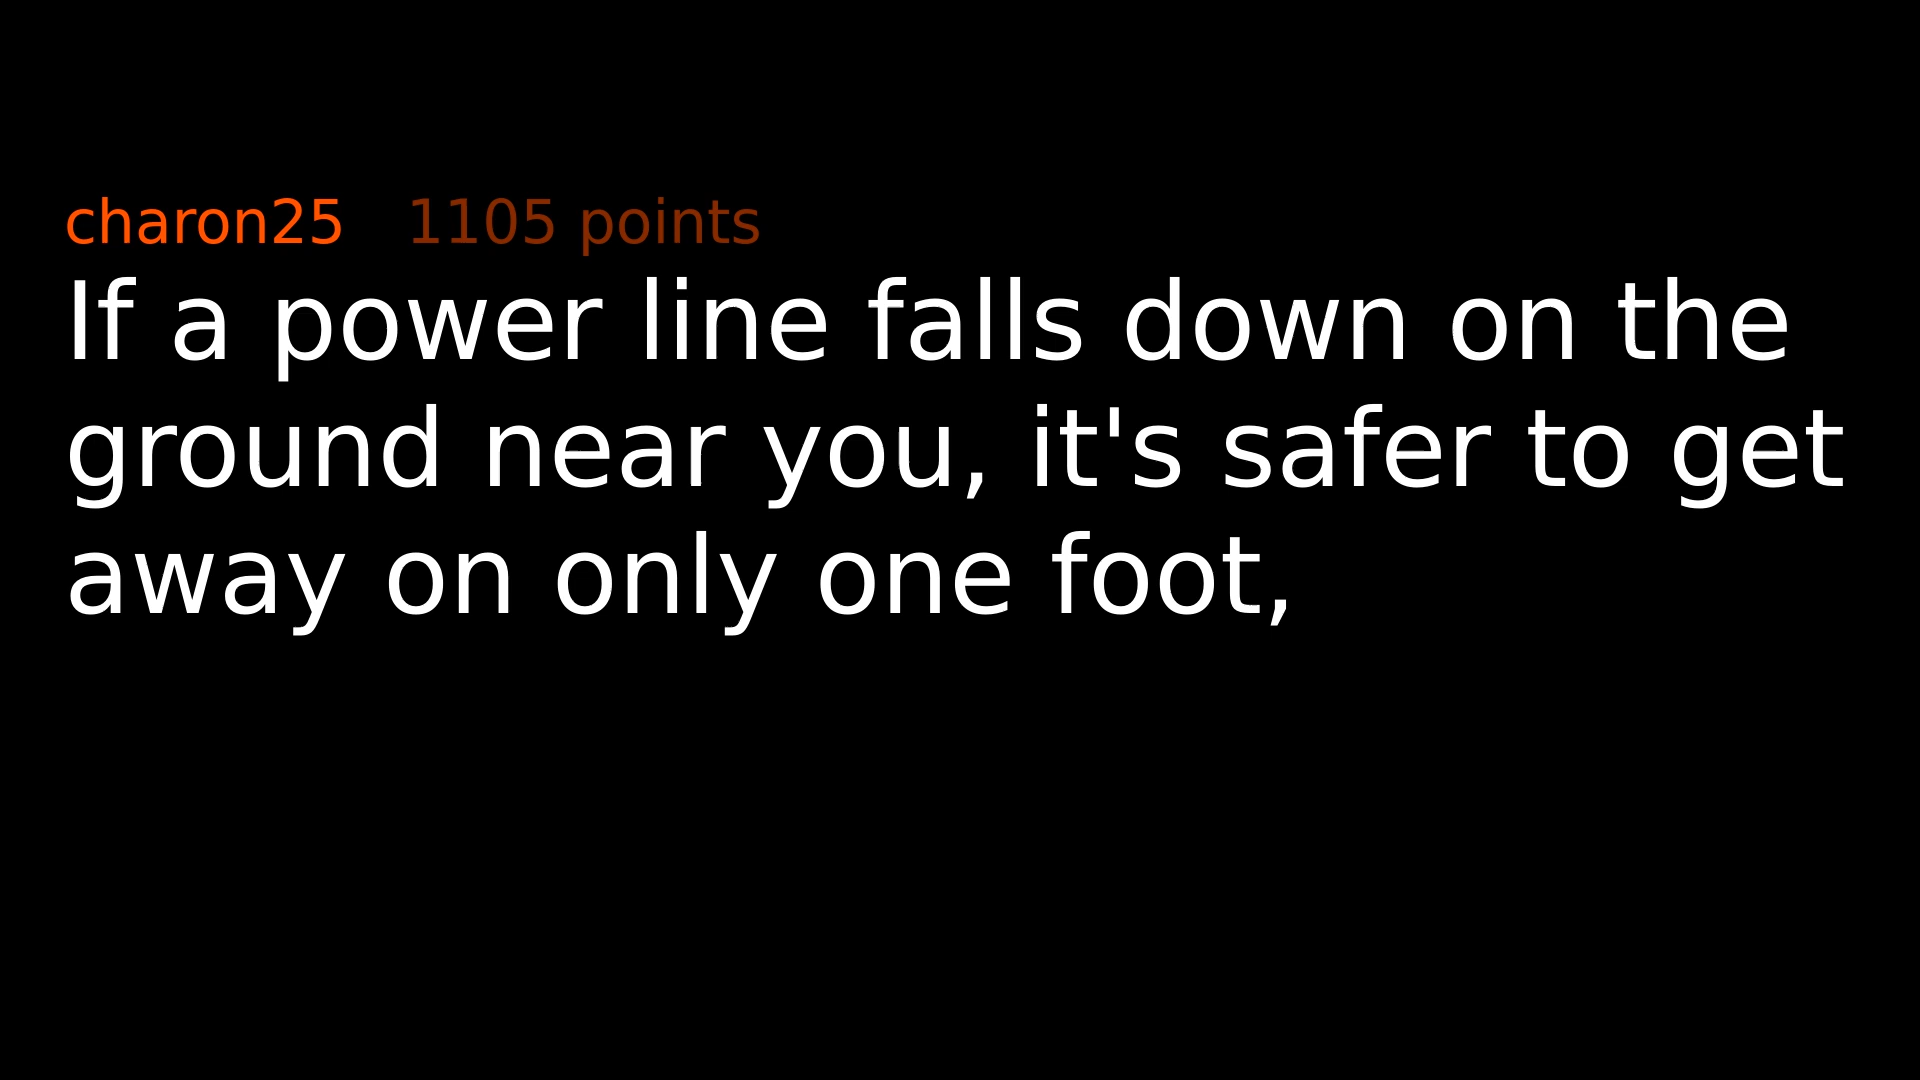 charon25 1105 points
If a power line falls down on the
ground near you, it's safer to get
away on only one foot,